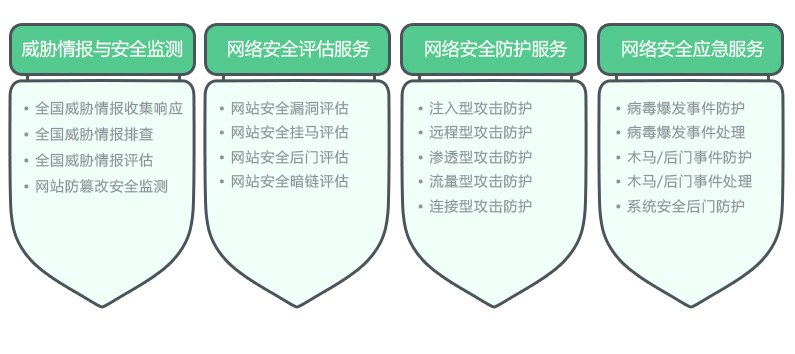 威胁情报与安全监测
• 全国威胁情报收集响应
• 全国威胁情报排查
• 全国威胁情报评估
• 网站防篡改安全监测
网络安全评估服务
• 网站安全漏洞评估
• 网站安全挂马评估
• 网站安全后门评估
• 网站安全暗链评估
网络安全防护服务
• 注入型攻击防护
• 远程型攻击防护
• 渗透型攻击防护
• 流量型攻击防护
• 连接型攻击防护
网络安全应急服务
• 病毒爆发事件防护
• 病毒爆发事件处理
• 木马/后门事件防护
• 木马/后门事件处理
• 系统安全后门防护